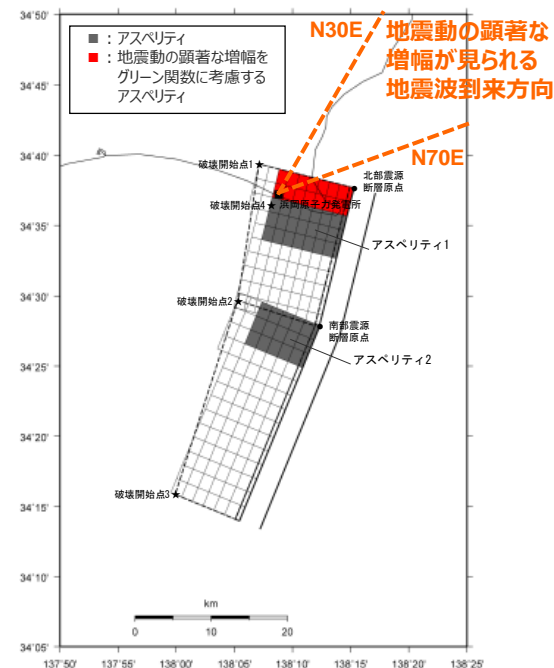 34°50'
34°45'
34°40'
34°35'
34°30'
34°25'
34°20'
34°15'
34°10'
34°05'
■ : アスペリティ
■ : 地震動の顕著な増幅を
グリーン関数に考慮する
アスペリティ
N30E
地震動の顕著な
増幅が見られる
地震波到来方向
N70E
破壊開始点1
北部震源
断層原点
破壊開始点4
浜岡原子力発電所
アスペリティ1
破壊開始点2
南部震源
断層原点
アスペリティ2
破壊開始点3
km
0 10 20
137°50' 137°55' 138°00' 138°05' 138°10' 138°15' 138°20' 138°25'